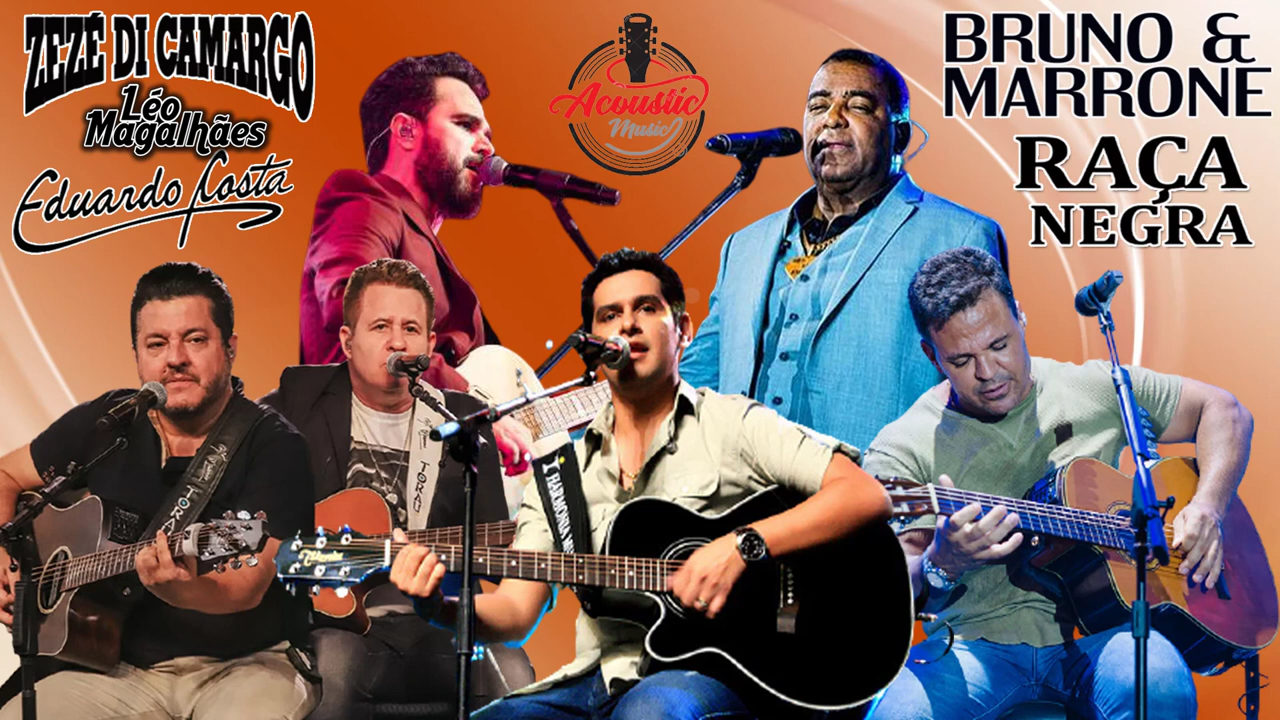 ZEZÉ DI CAMARGO
Léo
Magalhães
Eduardo Costa
Acoustic
Music
BRUNO &
MARRONE
RAÇA
NEGRA